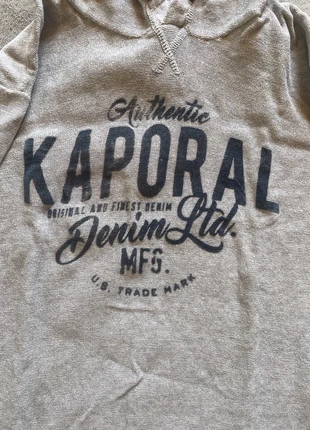 Authentic
KAPORAL
ORIGINAL AND FINEST DENIM
Denim Ltd.
MFG.
U.S. TRADE MARK